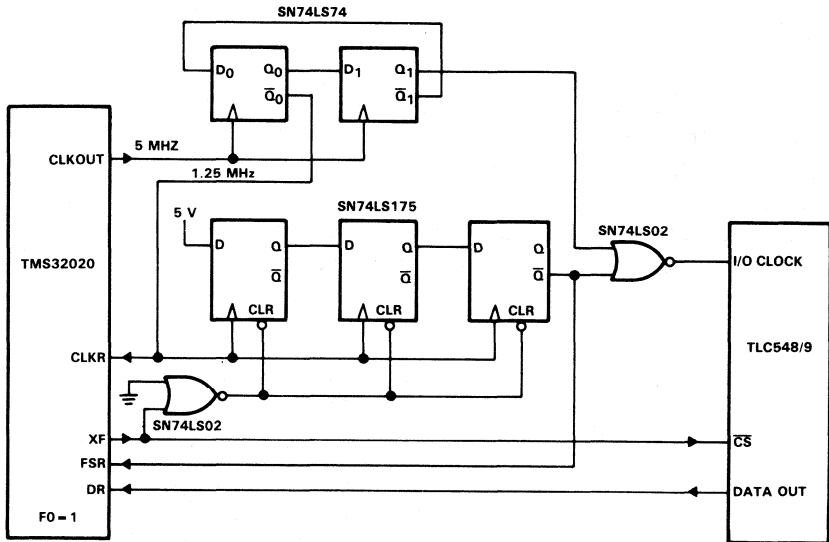 SN74LS74
D0 Q0 D1 Q1
Q̅0 Q̅1
CLKOUT 5 MHZ
1.25 MHz
5 V SN74LS175
D Q D Q D Q
Q̅ Q̅ Q̅
CLR CLR CLR
SN74LS02
I/O CLOCK
TMS32020
TLC548/9
CLKR
SN74LS02
XF
C̅S̅
FSR
DR
DATA OUT
F0 = 1